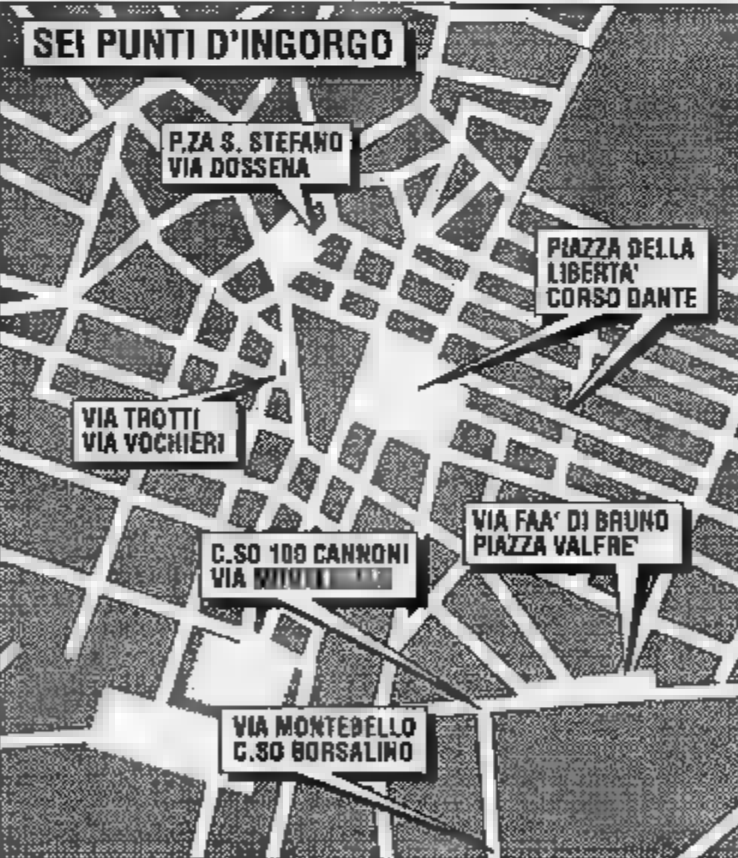 SEI PUNTI D'INGORGO
P.ZA S. STEFANO
VIA DOSSENA
PIAZZA DELLA
LIBERTA'
CORSO DANTE
VIA TROTTI
VIA VOCHIERI
VIA FAA' DI BRUNO
PIAZZA VALFRE'
C.SO 100 CANNONI
VIA
VIA MONTEBELLO
C.SO BORSALINO